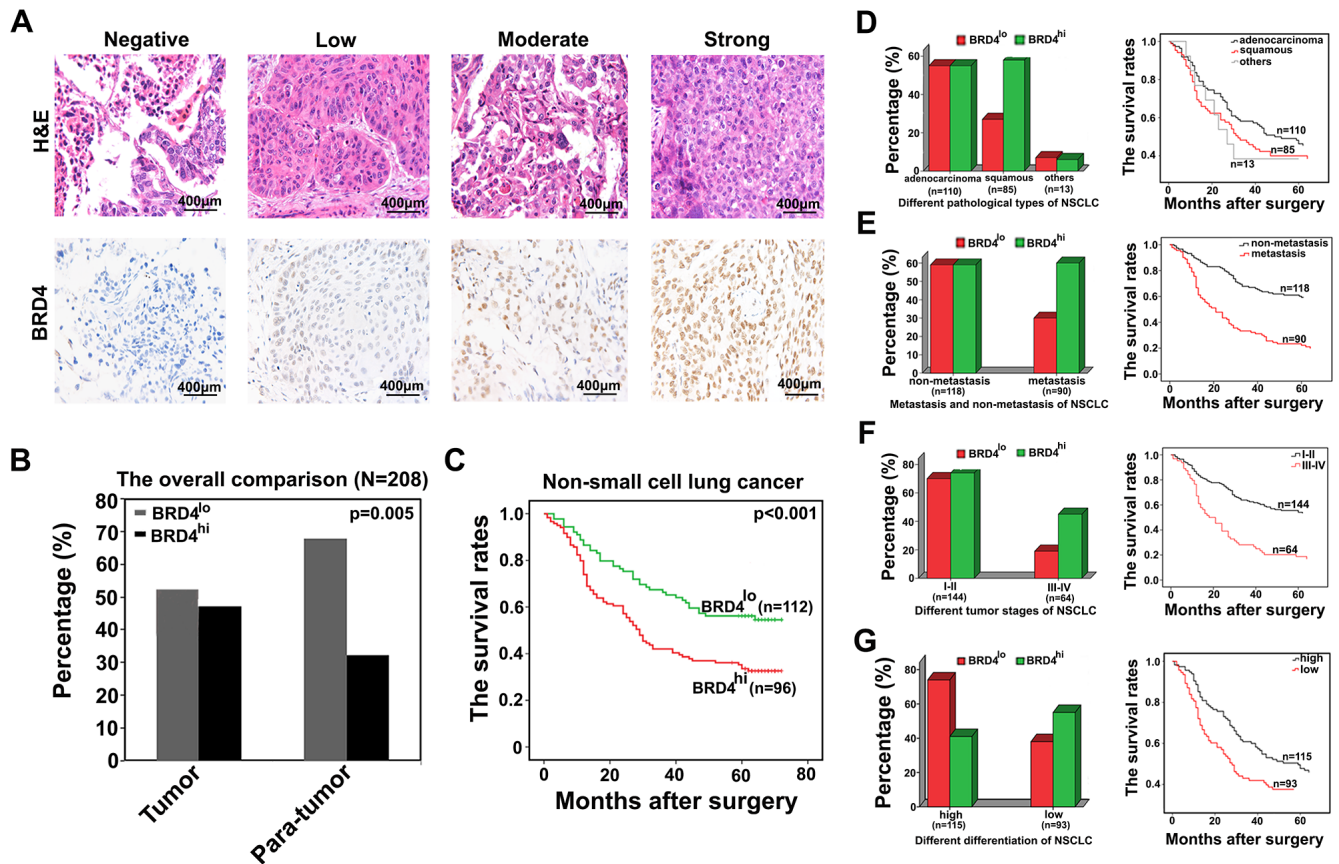 A
Negative
Low
Moderate
Strong
H&E
400µm
400µm
400µm
400µm
BRD4
400µm
400µm
400µm
400µm
B
The overall comparison (N=208)
BRD4lo
BRD4hi
p=0.005
Percentage (%)
80
70
60
50
40
30
20
10
0
Tumor
Para-tumor
C
Non-small cell lung cancer
p<0.001
The survival rates
1.0
0.8
0.6
0.4
0.2
0
BRD4lo(n=112)
BRD4hi(n=96)
0 20 40 60 80
Months after surgery
D
BRD4lo BRD4hi
Percentage (%)
60
40
20
0
adenocarcinoma squamous others
(n=110) (n=85) (n=13)
Different pathological types of NSCLC
The survival rates
1.0
0.8
0.6
0.4
adenocarcinoma
squamous
others
n=110
n=85
n=13
0 20 40 60
Months after surgery
E
BRD4lo BRD4hi
Percentage (%)
60
50
40
30
20
10
0
non-metastasis metastasis
(n=118) (n=90)
Metastasis and non-metastasis of NSCLC
The survival rates
1.0
0.8
0.6
0.4
0.2
0.0
non-metastasis
metastasis
n=118
n=90
0 20 40 60
Months after surgery
F
BRD4lo BRD4hi
Percentage (%)
80
60
40
20
0
I-II III-IV
(n=144) (n=64)
Different tumor stages of NSCLC
The survival rates
1.0
0.8
0.6
0.4
0.2
0.0
I-II
III-IV
n=144
n=64
0 20 40 60
Months after surgery
G
BRD4lo BRD4hi
Percentage (%)
80
60
40
20
0
high low
(n=115) (n=93)
Different differentiation of NSCLC
The survival rates
1.0
0.8
0.6
0.4
high
low
n=115
n=93
0 20 40 60
Months after surgery